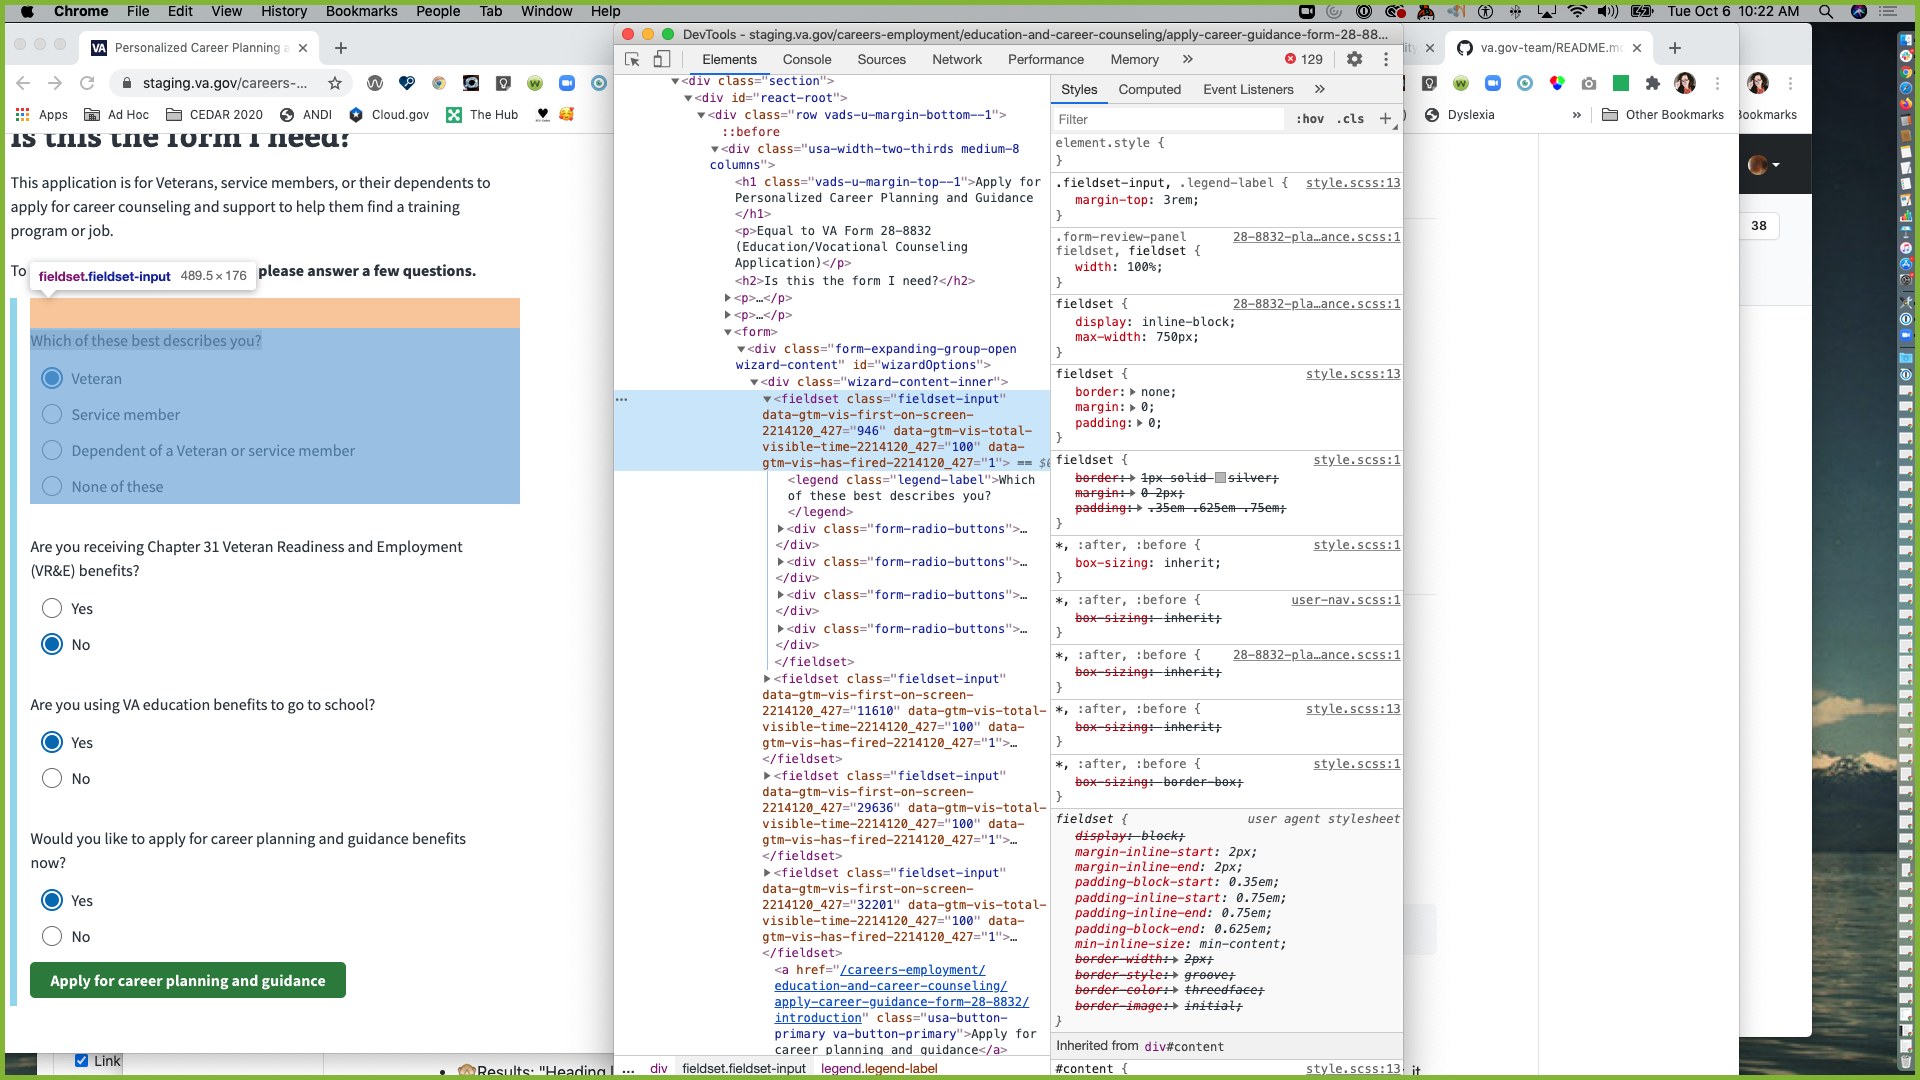 Chrome File Edit View History Bookmarks People Tab Window Help Tue Oct 6 10:22 AM
VA Personalized Career Planning a
staging.va.gov/careers-...
Apps Ad Hoc CEDAR 2020 ANDI Cloud.gov The Hub
Is this the form I need?
This application is for Veterans, service members, or their dependents to
apply for career counseling and support to help them find a training
program or job.
To
fieldset.fieldset-input 489.5 × 176
please answer a few questions.
Which of these best describes you?
Veteran
Service member
Dependent of a Veteran or service member
None of these
Are you receiving Chapter 31 Veteran Readiness and Employment
(VR&E) benefits?
Yes
No
Are you using VA education benefits to go to school?
Yes
No
Would you like to apply for career planning and guidance benefits
now?
Yes
No
Apply for career planning and guidance
Link
Results: "Heading
DevTools - staging.va.gov/careers-employment/education-and-career-counseling/apply-career-guidance-form-28-88...
Elements Console Sources Network Performance Memory » 129
<div class="section">
<div id="react-root">
<div class="row vads-u-margin-bottom--1">
::before
<div class="usa-width-two-thirds medium-8
columns">
<h1 class="vads-u-margin-top--1">Apply for
Personalized Career Planning and Guidance
</h1>
<p>Equal to VA Form 28-8832
(Education/Vocational Counseling
Application)</p>
<h2>Is this the form I need?</h2>
<p>…</p>
<p>…</p>
<form>
<div class="form-expanding-group-open
wizard-content" id="wizardOptions">
<div class="wizard-content-inner">
… <fieldset class="fieldset-input"
data-gtm-vis-first-on-screen-
2214120_427="946" data-gtm-vis-total-
visible-time-2214120_427="100" data-
gtm-vis-has-fired-2214120_427="1"> ==
<legend class="legend-label">Which
of these best describes you?
</legend>
<div class="form-radio-buttons">…
</div>
<div class="form-radio-buttons">…
</div>
<div class="form-radio-buttons">…
</div>
<div class="form-radio-buttons">…
</div>
</fieldset>
<fieldset class="fieldset-input"
data-gtm-vis-first-on-screen-
2214120_427="11610" data-gtm-vis-total-
visible-time-2214120_427="100" data-
gtm-vis-has-fired-2214120_427="1">…
</fieldset>
<fieldset class="fieldset-input"
data-gtm-vis-first-on-screen-
2214120_427="29636" data-gtm-vis-total-
visible-time-2214120_427="100" data-
gtm-vis-has-fired-2214120_427="1">…
</fieldset>
<fieldset class="fieldset-input"
data-gtm-vis-first-on-screen-
2214120_427="32201" data-gtm-vis-total-
visible-time-2214120_427="100" data-
gtm-vis-has-fired-2214120_427="1">…
</fieldset>
<a href="/careers-employment/
education-and-career-counseling/
apply-career-guidance-form-28-8832/
introduction" class="usa-button-
primary va-button-primary">Apply for
career planning and guidance</a>
... div fieldset.fieldset-input legend.legend-label
Styles Computed Event Listeners »
Filter :hov .cls +
element.style {
}
.fieldset-input, .legend-label { style.scss:13
margin-top: 3rem;
}
.form-review-panel 28-8832-pla…ance.scss:1
fieldset, fieldset {
width: 100%;
}
fieldset { 28-8832-pla…ance.scss:1
display: inline-block;
max-width: 750px;
}
fieldset { style.scss:13
border: none;
margin: 0;
padding: 0;
}
fieldset { style.scss:1
border: 1px solid silver;
margin: 0 2px;
padding: .35em .625em .75em;
}
*, :after, :before { style.scss:1
box-sizing: inherit;
}
*, :after, :before { user-nav.scss:1
box-sizing: inherit;
}
*, :after, :before { 28-8832-pla…ance.scss:1
box-sizing: inherit;
}
*, :after, :before { style.scss:13
box-sizing: inherit;
}
*, :after, :before { style.scss:1
box-sizing: border-box;
}
fieldset { user agent stylesheet
display: block;
margin-inline-start: 2px;
margin-inline-end: 2px;
padding-block-start: 0.35em;
padding-inline-start: 0.75em;
padding-inline-end: 0.75em;
padding-block-end: 0.625em;
min-inline-size: min-content;
border-width: 2px;
border-style: groove;
border-color: threedface;
border-image: initial;
}
Inherited from div#content
#content { style.scss:13
va.gov-team/README.m
Dyslexia » Other Bookmarks Bookmarks
38
it